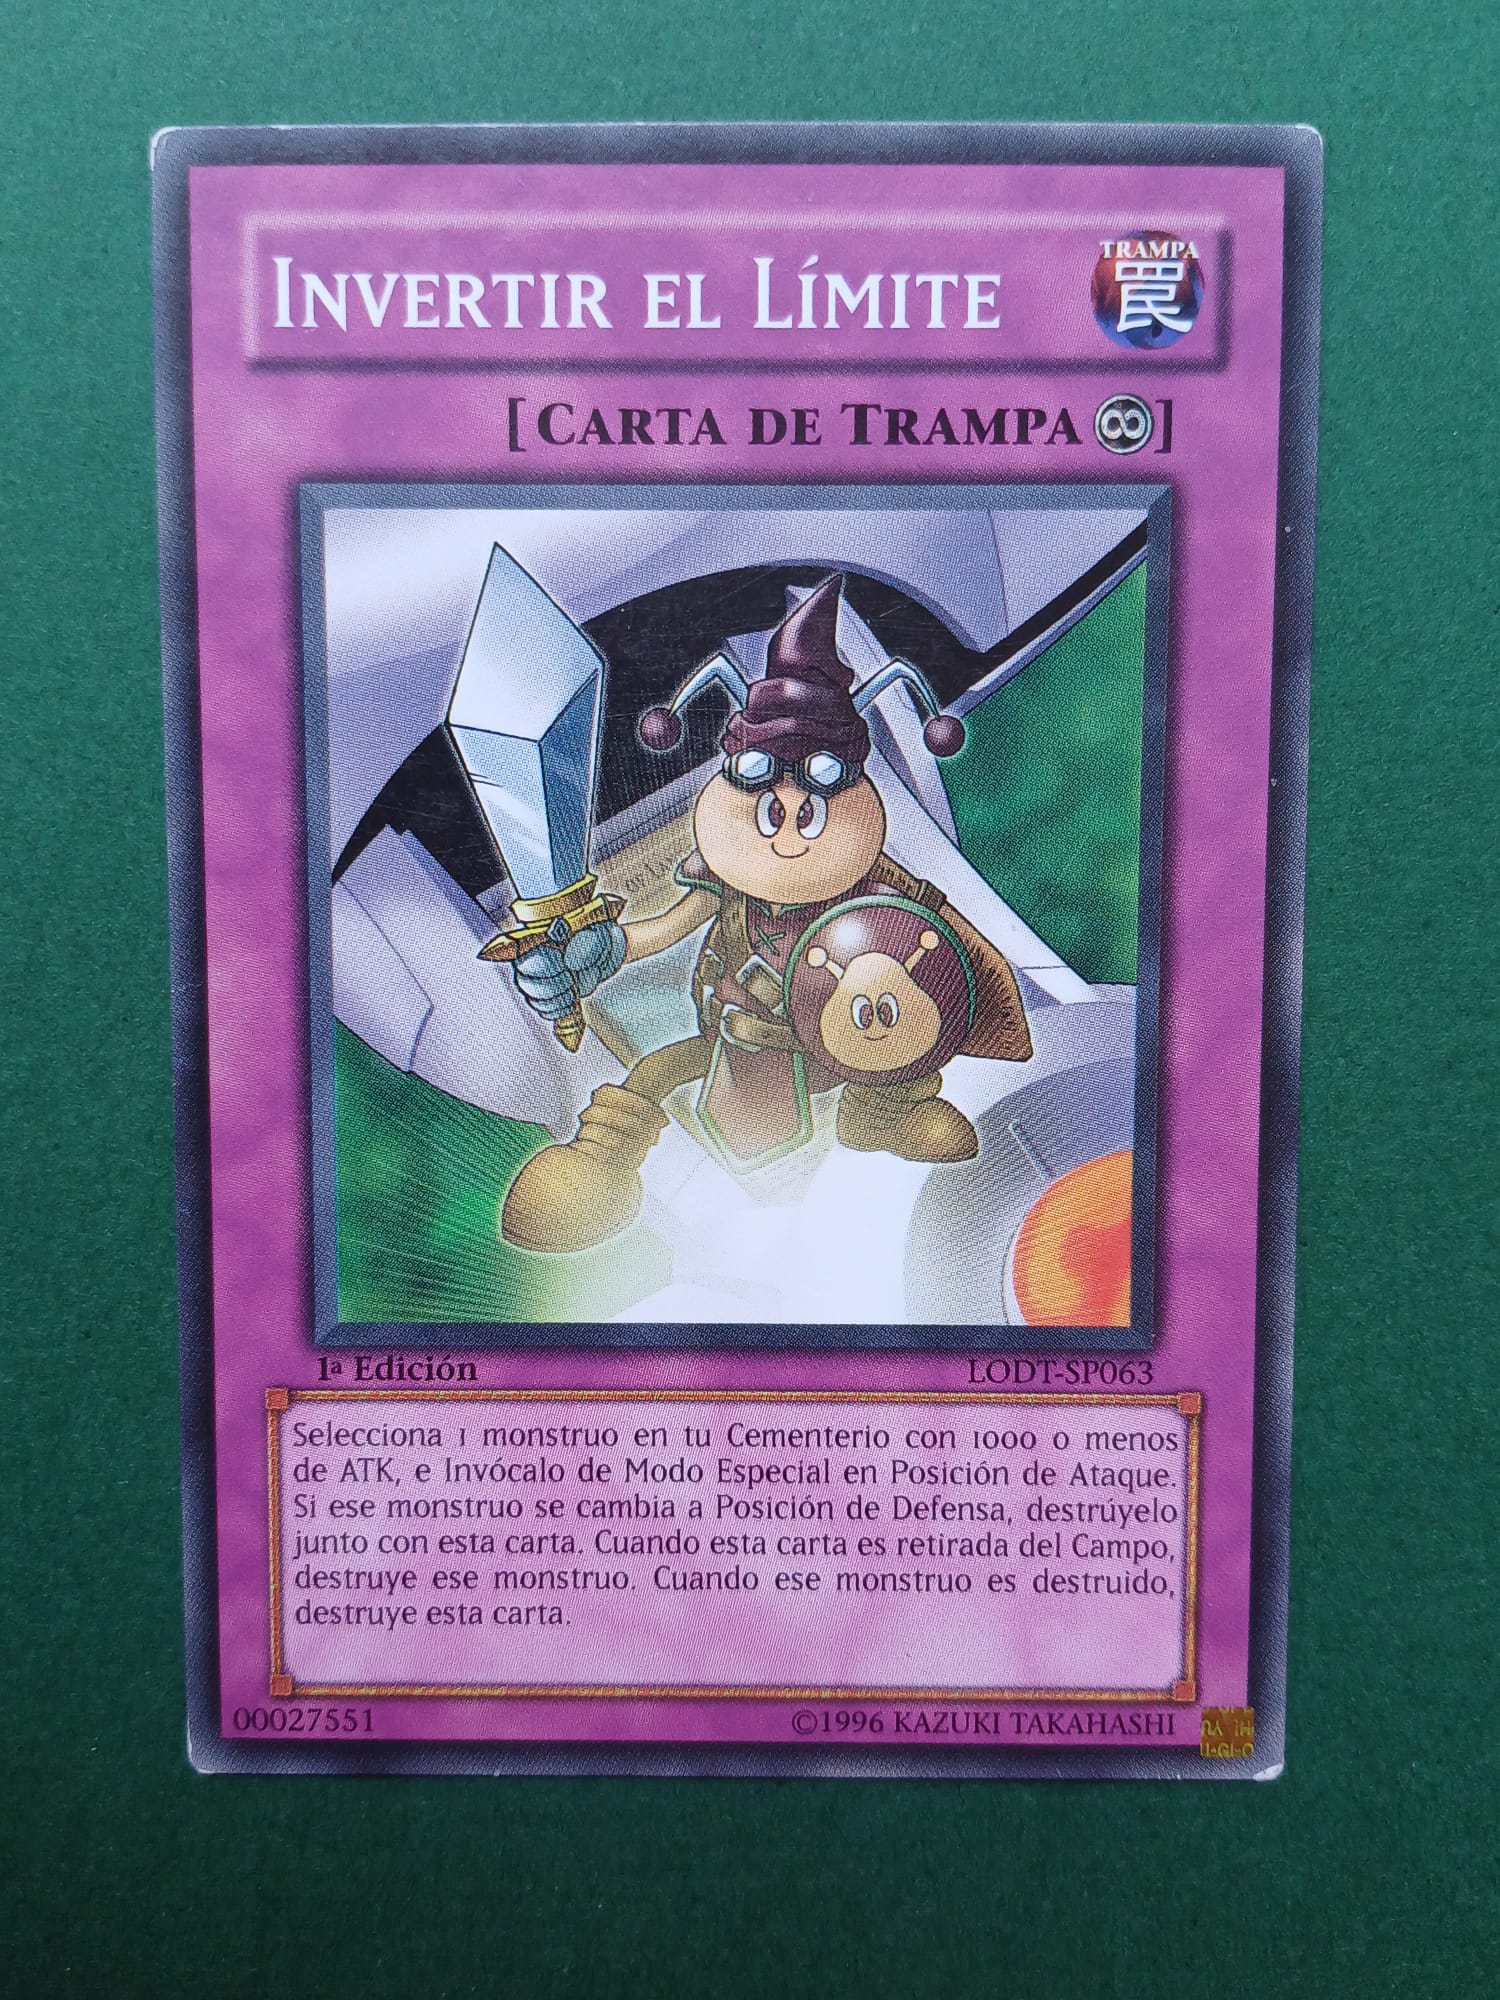 INVERTIR EL LÍMITE
TRAMPA
罠
[CARTA DE TRAMPA ∞]
1ª Edición
LODT-SP063
Selecciona 1 monstruo en tu Cementerio con 1000 o menos
de ATK, e Invócalo de Modo Especial en Posición de Ataque.
Si ese monstruo se cambia a Posición de Defensa, destrúyelo
junto con esta carta. Cuando esta carta es retirada del Campo,
destruye ese monstruo. Cuando ese monstruo es destruido,
destruye esta carta.
00027551
©1996 KAZUKI TAKAHASHI